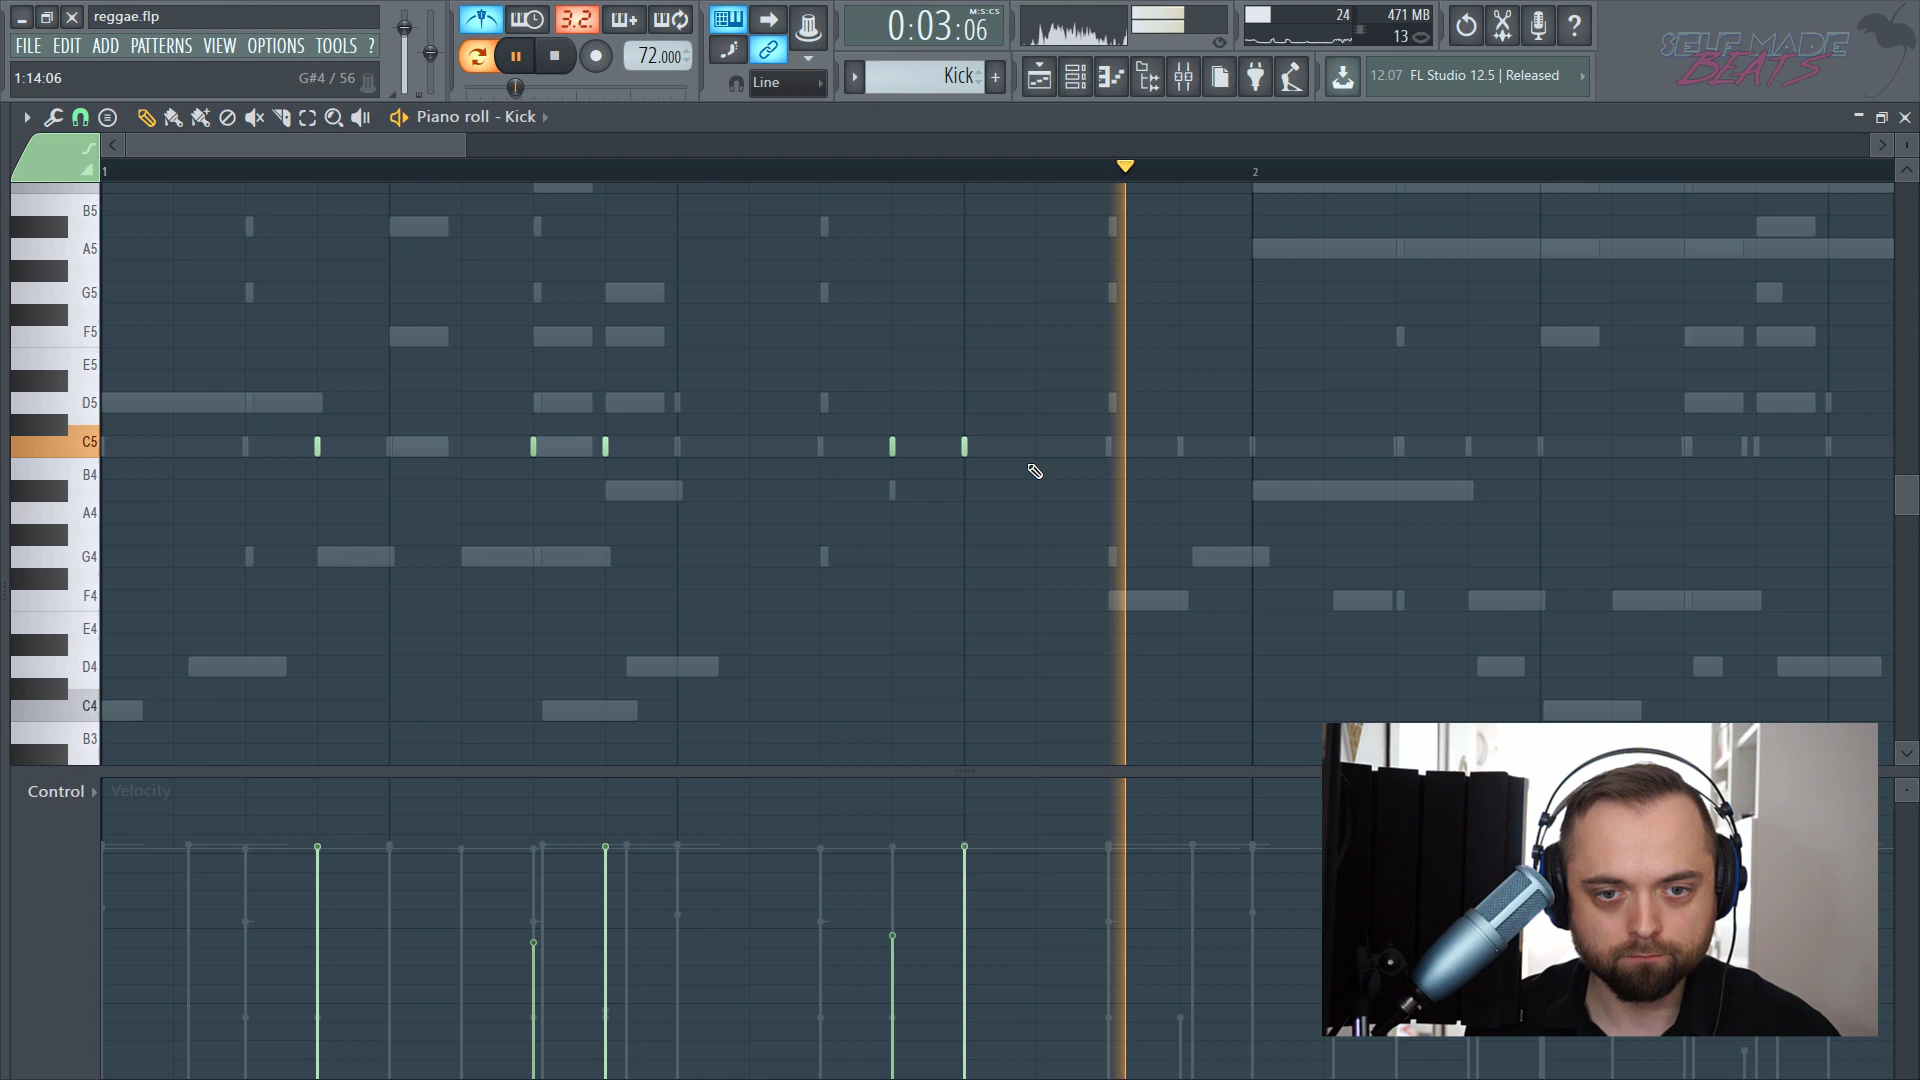 reggae.flp
FILE EDIT ADD PATTERNS VIEW OPTIONS TOOLS ?
1:14:06 G#4 / 56
3.2.
72.000
0:03:06 M:S:CS
Line
Kick
24 471 MB
13
12.07 FL Studio 12.5 | Released
SELF MADE
BEATS
Piano roll - Kick
1 2
B5
A5
G5
F5
E5
D5
C5
B4
A4
G4
F4
E4
D4
C4
B3
Control Velocity